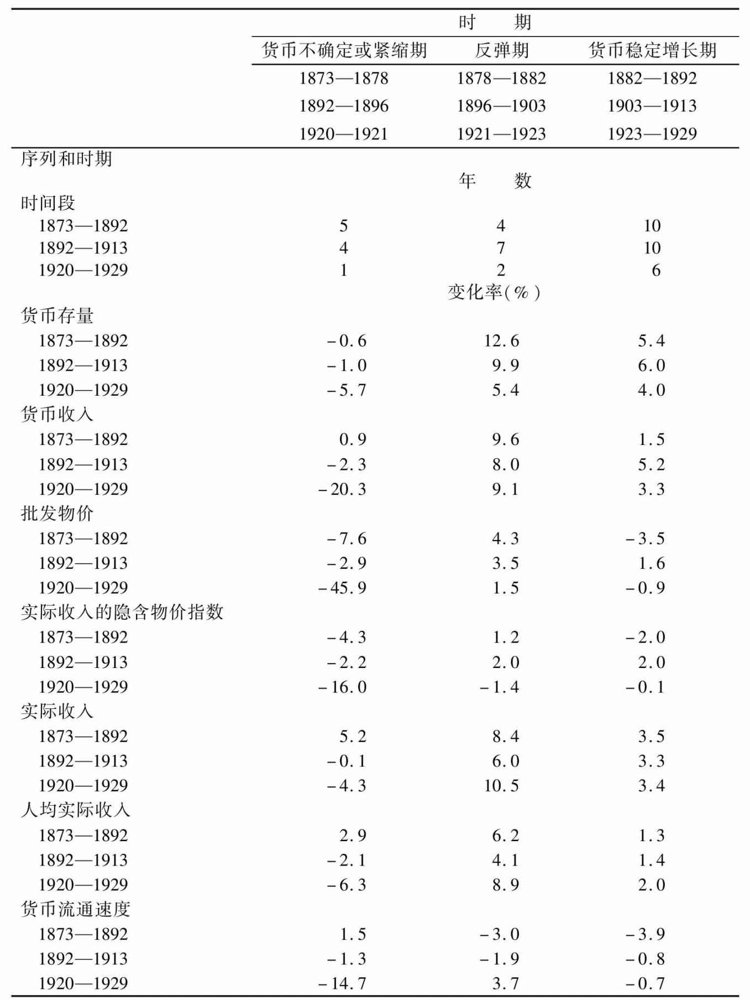 时 期
货币不确定或紧缩期 反弹期 货币稳定增长期
1873—1878 1878—1882 1882—1892
1892—1896 1896—1903 1903—1913
1920—1921 1921—1923 1923—1929
序列和时期
年 数
时间段
1873—1892 5 4 10
1892—1913 4 7 10
1920—1929 1 2 6
变化率(%)
货币存量
1873—1892 -0.6 12.6 5.4
1892—1913 -1.0 9.9 6.0
1920—1929 -5.7 5.4 4.0
货币收入
1873—1892 0.9 9.6 1.5
1892—1913 -2.3 8.0 5.2
1920—1929 -20.3 9.1 3.3
批发物价
1873—1892 -7.6 4.3 -3.5
1892—1913 -2.9 3.5 1.6
1920—1929 -45.9 1.5 -0.9
实际收入的隐含物价指数
1873—1892 -4.3 1.2 -2.0
1892—1913 -2.2 2.0 2.0
1920—1929 -16.0 -1.4 -0.1
实际收入
1873—1892 5.2 8.4 3.5
1892—1913 -0.1 6.0 3.3
1920—1929 -4.3 10.5 3.4
人均实际收入
1873—1892 2.9 6.2 1.3
1892—1913 -2.1 4.1 1.4
1920—1929 -6.3 8.9 2.0
货币流通速度
1873—1892 1.5 -3.0 -3.9
1892—1913 -1.3 -1.9 -0.8
1920—1929 -14.7 3.7 -0.7